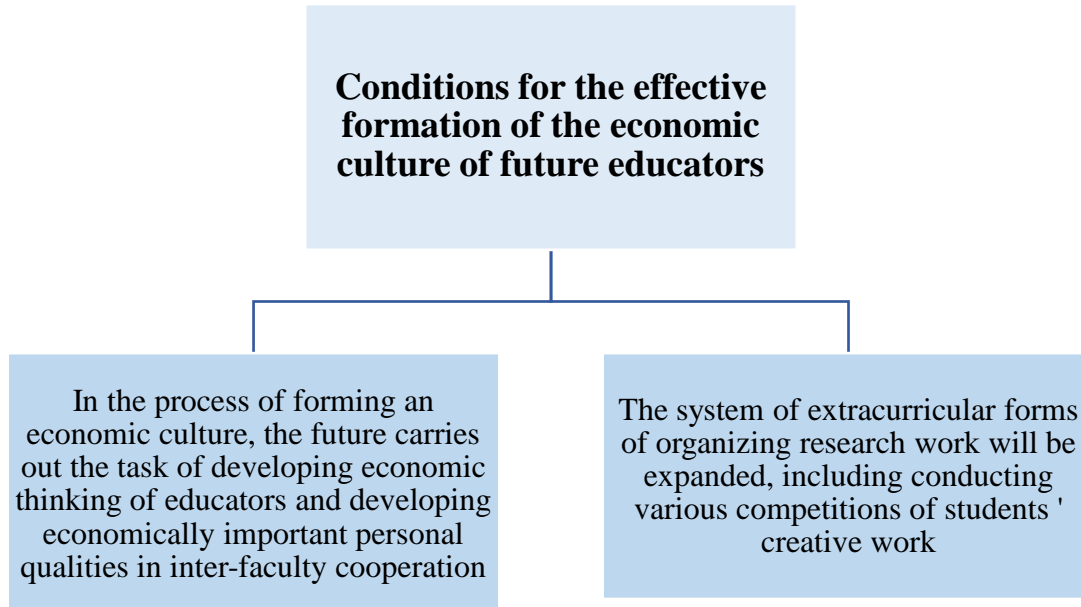 Conditions for the effective
formation of the economic
culture of future educators
In the process of forming an
economic culture, the future carries
out the task of developing economic
thinking of educators and developing
economically important personal
qualities in inter-faculty cooperation
The system of extracurricular forms
of organizing research work will be
expanded, including conducting
various competitions of students '
creative work